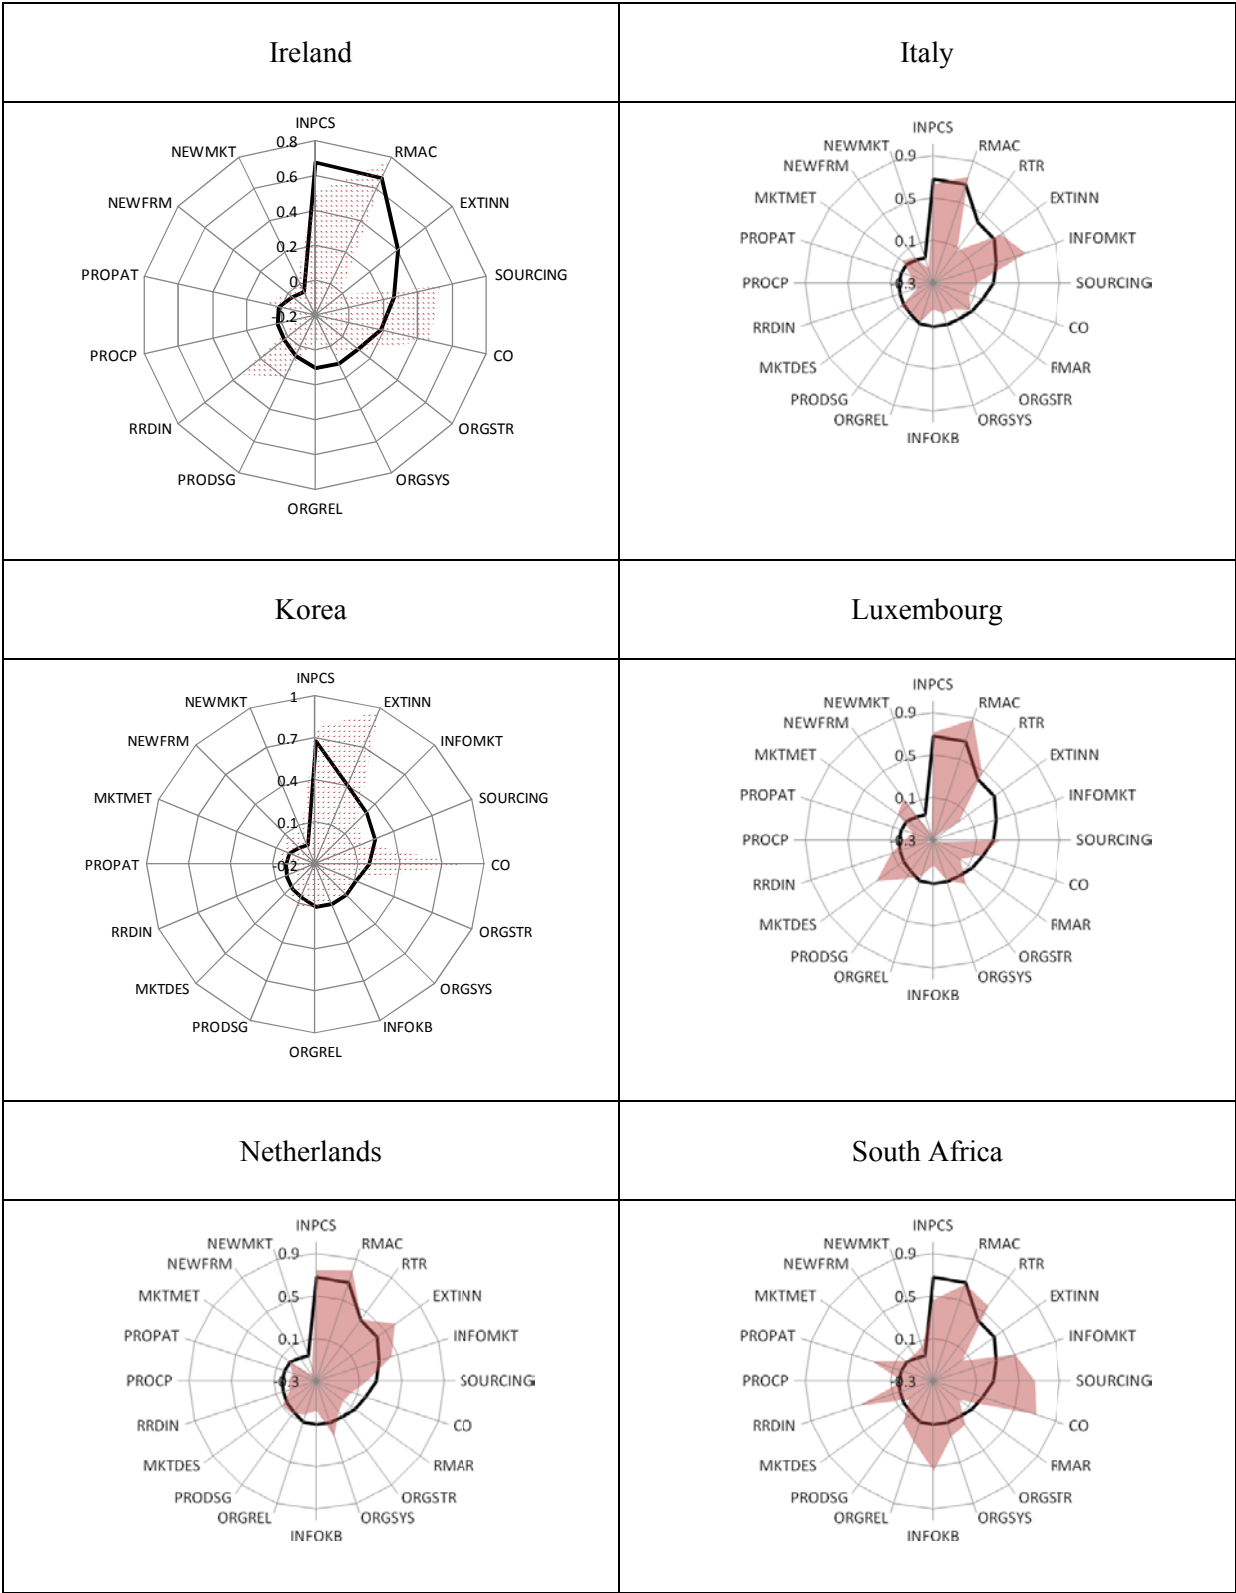 Ireland
Italy
INPCS
0.8
NEWMKT
RMAC
0.6
NEWFRM
EXTINN
0.4
0.2
PROPAT
SOURCING
0
-0.2
PROCP
CO
RRDIN
ORGSTR
PRODSG
ORGSYS
ORGREL
INPCS
NEWMKT
0.9
RMAC
NEWFRM
RTR
MKTMET
0.5
EXTINN
PROPAT
0.1
INFOMKT
PROCP
-0.3
SOURCING
RRDIN
CO
MKTDES
RMAR
PRODSG
ORGSTR
ORGREL
ORGSYS
INFOKB
Korea
Luxembourg
INPCS
1
NEWMKT
EXTINN
NEWFRM
0.7
INFOMKT
MKTMET
0.4
SOURCING
0.1
PROPAT
-0.2
CO
RRDIN
ORGSTR
MKTDES
ORGSYS
PRODSG
INFOKB
ORGREL
INPCS
NEWMKT
0.9
RMAC
NEWFRM
RTR
MKTMET
0.5
EXTINN
PROPAT
0.1
INFOMKT
PROCP
-0.3
SOURCING
RRDIN
CO
MKTDES
RMAR
PRODSG
ORGSTR
ORGREL
ORGSYS
INFOKB
Netherlands
South Africa
INPCS
NEWMKT
0.9
RMAC
NEWFRM
RTR
MKTMET
0.5
EXTINN
PROPAT
0.1
INFOMKT
PROCP
-0.3
SOURCING
RRDIN
CO
MKTDES
RMAR
PRODSG
ORGSTR
ORGREL
ORGSYS
INFOKB
INPCS
NEWMKT
0.9
RMAC
NEWFRM
RTR
MKTMET
0.5
EXTINN
PROPAT
0.1
INFOMKT
PROCP
-0.3
SOURCING
RRDIN
CO
MKTDES
RMAR
PRODSG
ORGSTR
ORGREL
ORGSYS
INFOKB